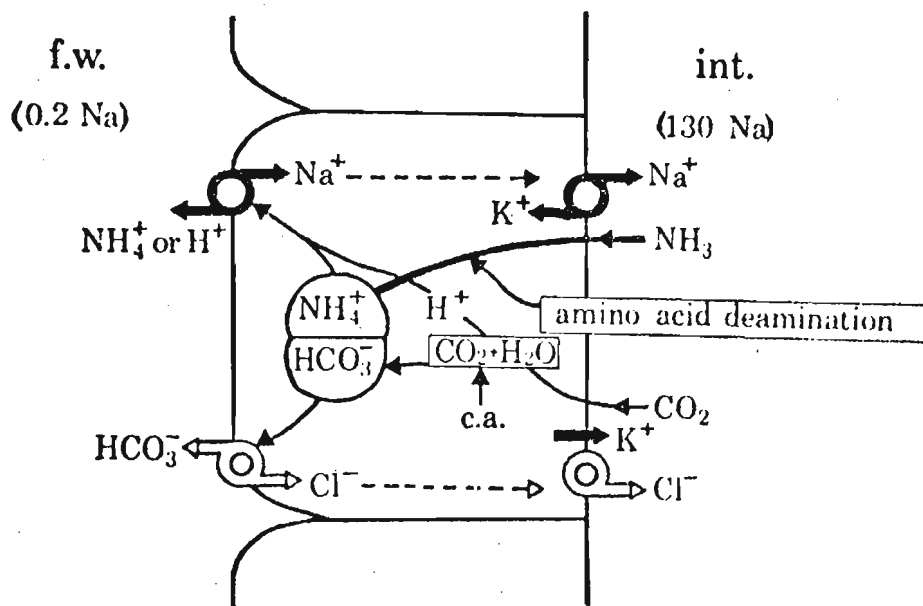 f.w.
(0.2 Na)
int.
(130 Na)
Na⁺
Na⁺
K⁺
NH₄⁺ or H⁺
NH₃
NH₄⁺
H⁺
amino acid deamination
HCO₃⁻
CO₂+H₂O
c.a.
CO₂
K⁺
HCO₃⁻
Cl⁻
Cl⁻